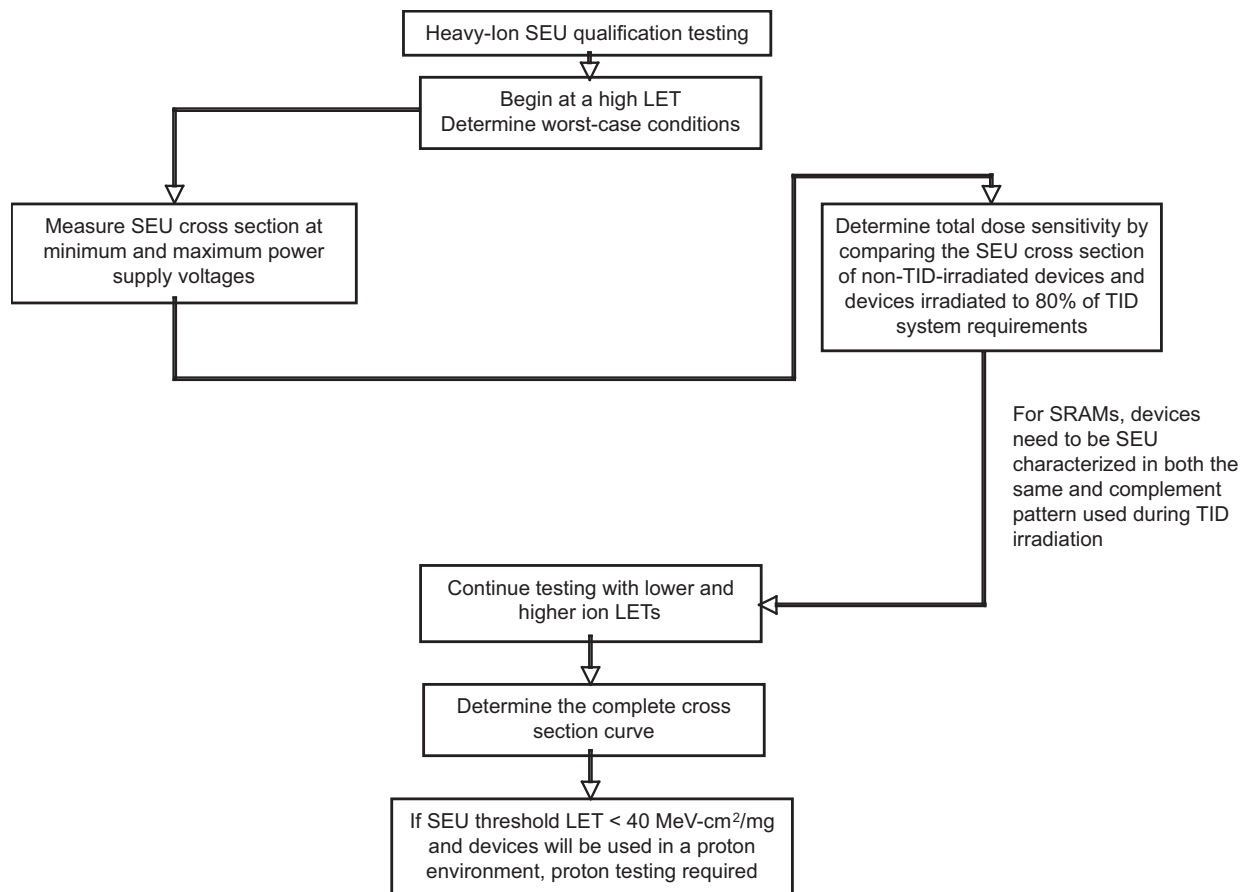 Heavy-Ion SEU qualification testing
Begin at a high LET
Determine worst-case conditions
Measure SEU cross section at
minimum and maximum power
supply voltages
Determine total dose sensitivity by
comparing the SEU cross section
of non-TID-irradiated devices and
devices irradiated to 80% of TID
system requirements
For SRAMs, devices
need to be SEU
characterized in both the
same and complement
pattern used during TID
irradiation
Continue testing with lower and
higher ion LETs
Determine the complete cross
section curve
If SEU threshold LET < 40 MeV-cm²/mg
and devices will be used in a proton
environment, proton testing required